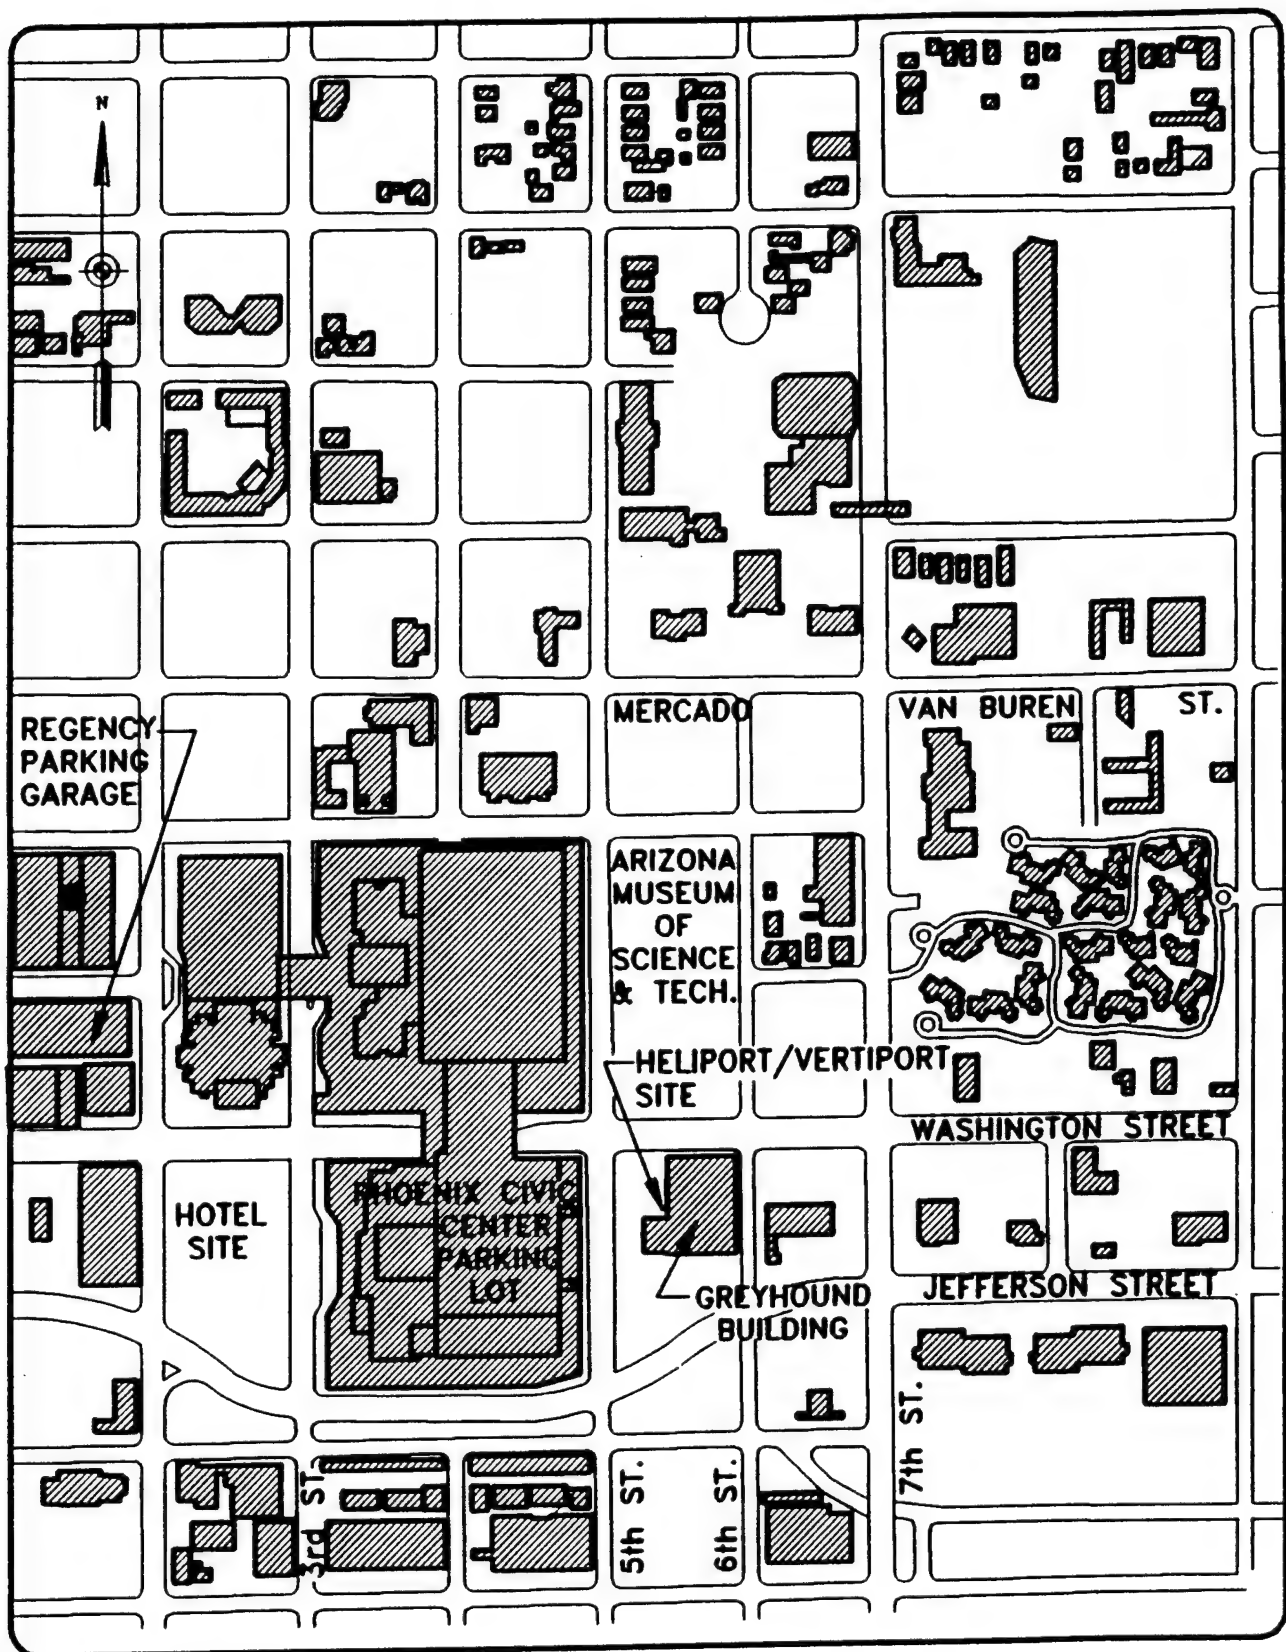 N
MERCADO
VAN BUREN ST.
REGENCY
PARKING
GARAGE
ARIZONA
MUSEUM
OF
SCIENCE
& TECH.
HELIPORT/VERTIPORT
SITE
WASHINGTON STREET
PHOENIX CIVIC
CENTER
PARKING
LOT
HOTEL
SITE
JEFFERSON STREET
GREYHOUND
BUILDING
3rd ST.
5th ST.
6th ST.
7th ST.